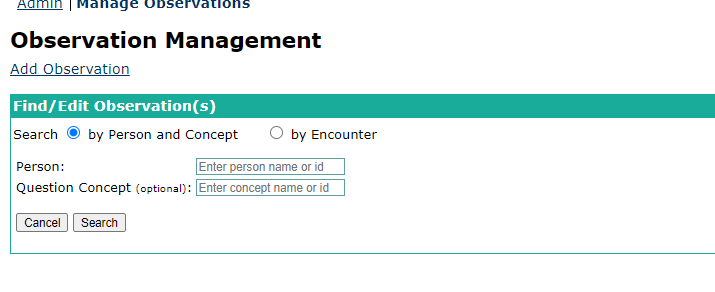 Admin | Manage Observations
Observation Management
Add Observation
Find/Edit Observation(s)
Search by Person and Concept by Encounter
Person: Enter person name or id
Question Concept (optional): Enter concept name or id
Cancel Search